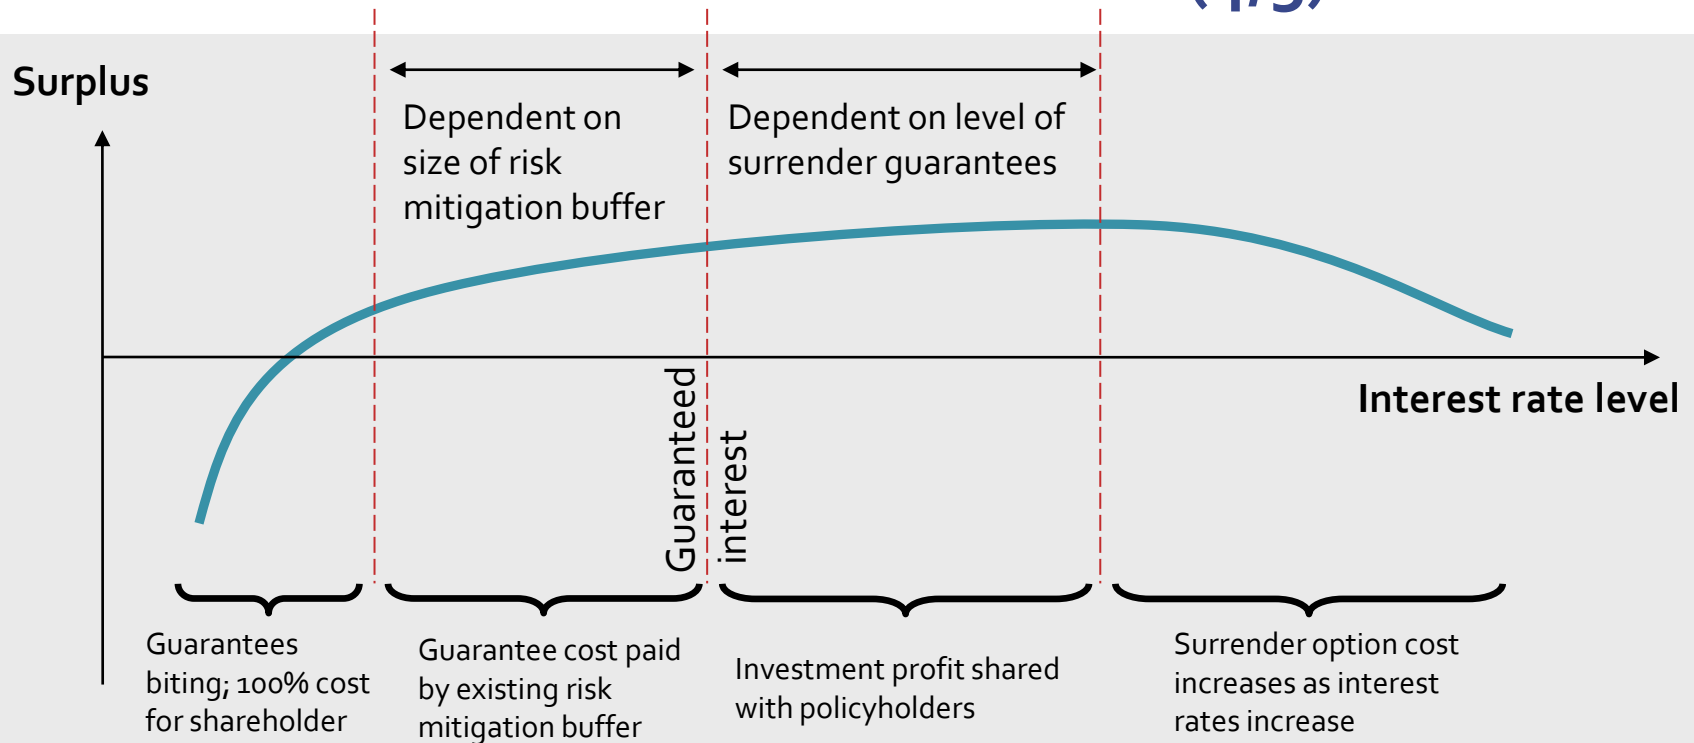 (4/5)
Surplus
Dependent on
size of risk
mitigation buffer
Dependent on level of
surrender guarantees
Interest rate level
Guaranteed
interest
Guarantees
biting; 100% cost
for shareholder
Guarantee cost paid
by existing risk
mitigation buffer
Investment profit shared
with policyholders
Surrender option cost
increases as interest
rates increase